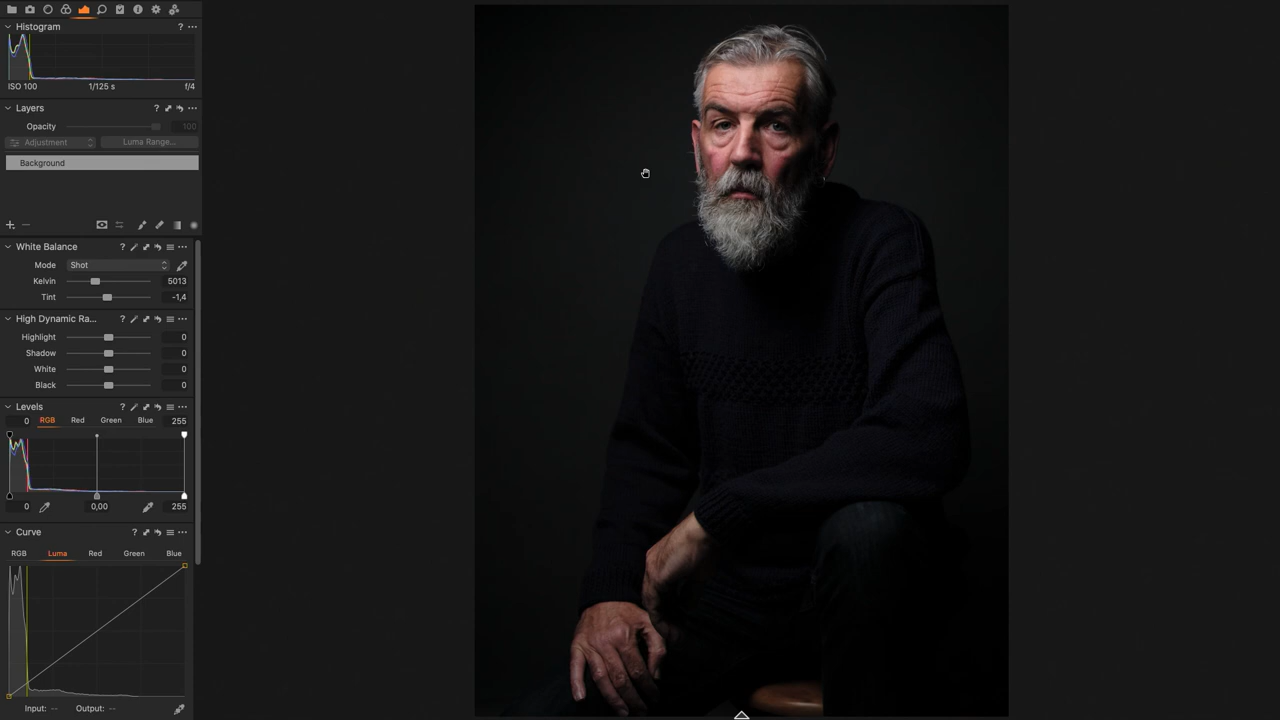 Histogram ? ...
ISO 100 1/125 s f/4
Layers ? ...
Opacity 100
Adjustment Luma Range...
Background
White Balance ? ...
Mode Shot
Kelvin 5013
Tint -1,4
High Dynamic Ra... ? ...
Highlight 0
Shadow 0
White 0
Black 0
Levels ? ...
0 RGB Red Green Blue 255
0 0,00 255
Curve ? ...
RGB Luma Red Green Blue
Input: -- Output: --